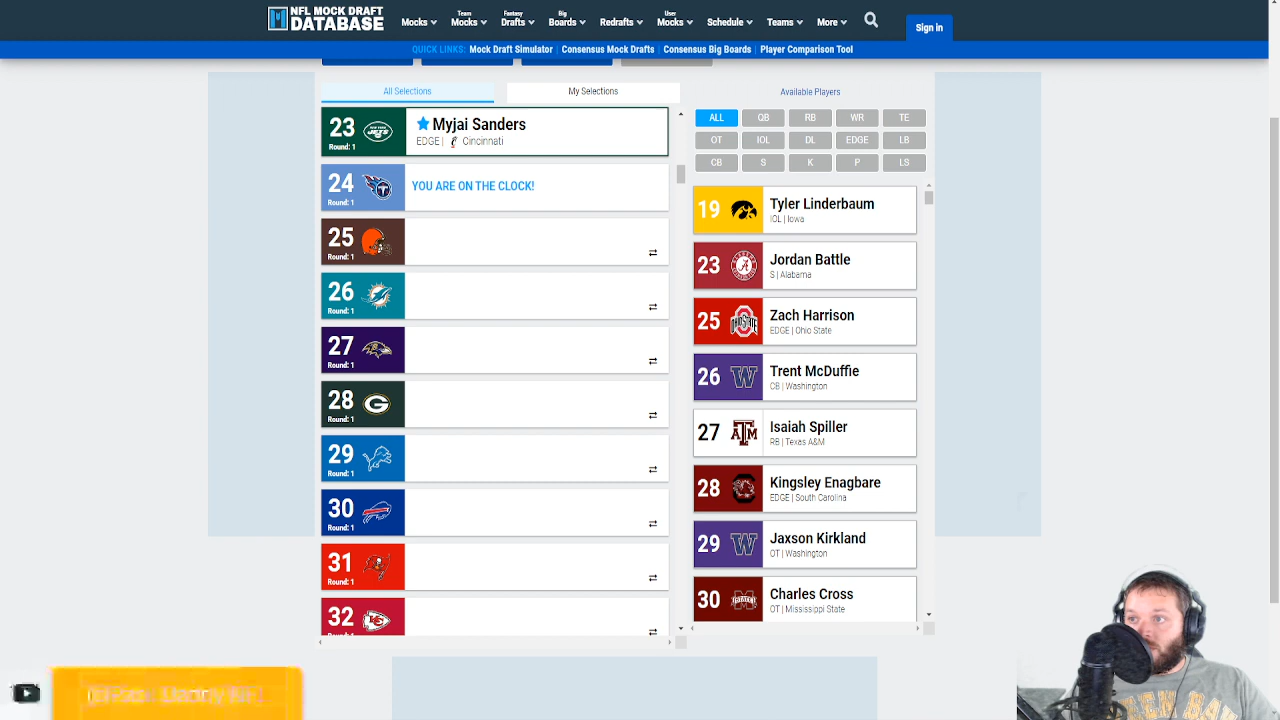 NFL MOCK DRAFT
DATABASE
Mocks
Team
Mocks
Fantasy
Drafts
Big
Boards
Redrafts
User
Mocks
Schedule
Teams
More
Sign in
QUICK LINKS: Mock Draft Simulator Consensus Mock Drafts Consensus Big Boards Player Comparison Tool
All Selections
My Selections
23
Round: 1
Myjai Sanders
EDGE | Cincinnati
24
Round: 1
YOU ARE ON THE CLOCK!
25
Round: 1
26
Round: 1
27
Round: 1
28
Round: 1
29
Round: 1
30
Round: 1
31
Round: 1
32
Available Players
ALL QB RB WR TE
OT IOL DL EDGE LB
CB S K P LS
19
Tyler Linderbaum
IOL | Iowa
23
Jordan Battle
S | Alabama
25
Zach Harrison
EDGE | Ohio State
26
Trent McDuffie
CB | Washington
27
Isaiah Spiller
RB | Texas A&M
28
Kingsley Enagbare
EDGE | South Carolina
29
Jaxson Kirkland
OT | Washington
30
Charles Cross
OT | Mississippi State